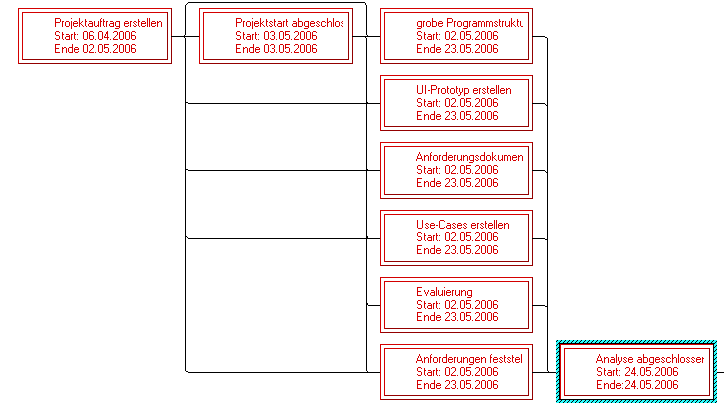 Projektauftrag erstellen
Start: 06.04.2006
Ende 02.05.2006
Projektstart abgeschlos
Start: 03.05.2006
Ende 03.05.2006
grobe Programmstruktu
Start: 02.05.2006
Ende 23.05.2006
UI-Prototyp erstellen
Start: 02.05.2006
Ende 23.05.2006
Anforderungsdokumen
Start: 02.05.2006
Ende 23.05.2006
Use-Cases erstellen
Start: 02.05.2006
Ende 23.05.2006
Evaluierung
Start: 02.05.2006
Ende 23.05.2006
Anforderungen feststel
Start: 02.05.2006
Ende 23.05.2006
Analyse abgeschlossen
Start: 24.05.2006
Ende:24.05.2006